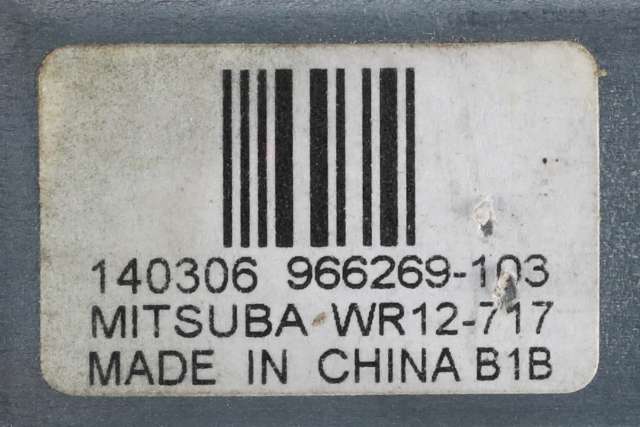 140306 966269-103
MITSUBA WR12-717
MADE IN CHINA B1B